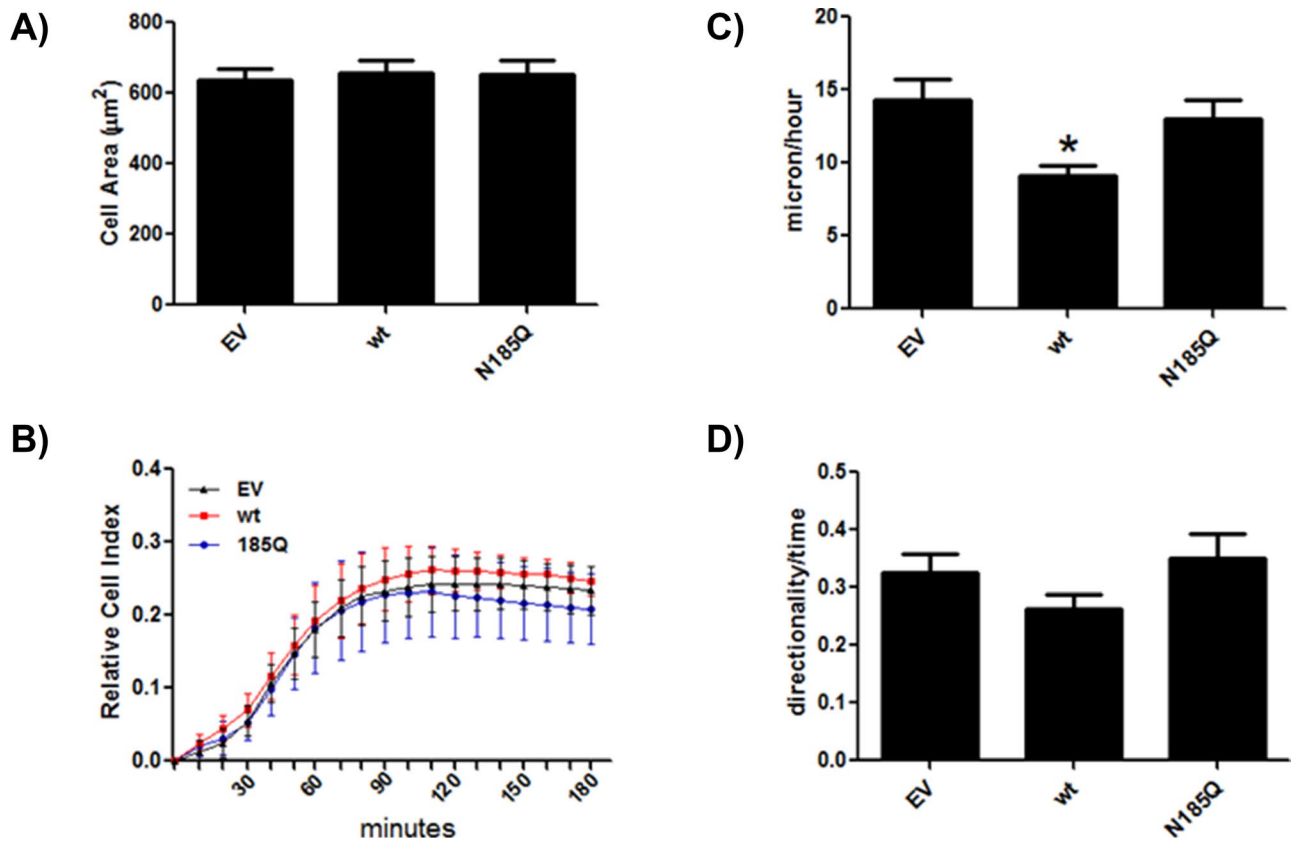 A)
Cell Area (µm²)
800
600
400
200
0
EV
wt
N185Q
B)
Relative Cell Index
0.4
0.3
0.2
0.1
0.0
EV
wt
185Q
30
60
90
120
150
180
minutes
C)
micron/hour
20
15
10
5
0
*
EV
wt
N185Q
D)
directionality/time
0.5
0.4
0.3
0.2
0.1
0.0
EV
wt
N185Q